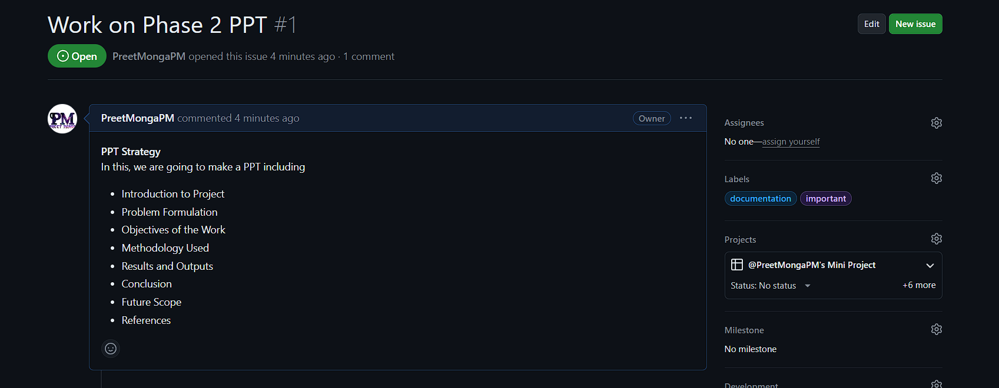 Work on Phase 2 PPT #1
Edit
New issue
Open
PreetMongaPM opened this issue 4 minutes ago · 1 comment
PM
PREET MONGA
PreetMongaPM commented 4 minutes ago
Owner
PPT Strategy
In this, we are going to make a PPT including
• Introduction to Project
• Problem Formulation
• Objectives of the Work
• Methodology Used
• Results and Outputs
• Conclusion
• Future Scope
• References
Assignees
No one—assign yourself
Labels
documentation important
Projects
@PreetMongaPM's Mini Project
Status: No status
+6 more
Milestone
No milestone
Development